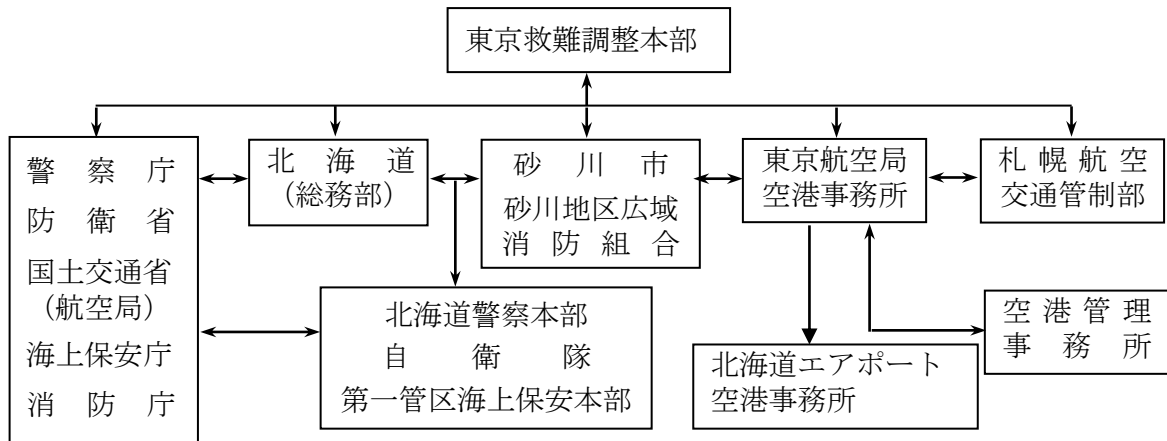 東京救難調整本部
警察庁
防衛省
国土交通省
(航空局)
海上保安庁
消防庁
北海道
(総務部)
砂川市
砂川地区広域
消防組合
東京航空局
空港事務所
札幌航空
交通管制部
北海道警察本部
自衛隊
第一管区海上保安本部
北海道エアポート
空港事務所
空港管理
事務所